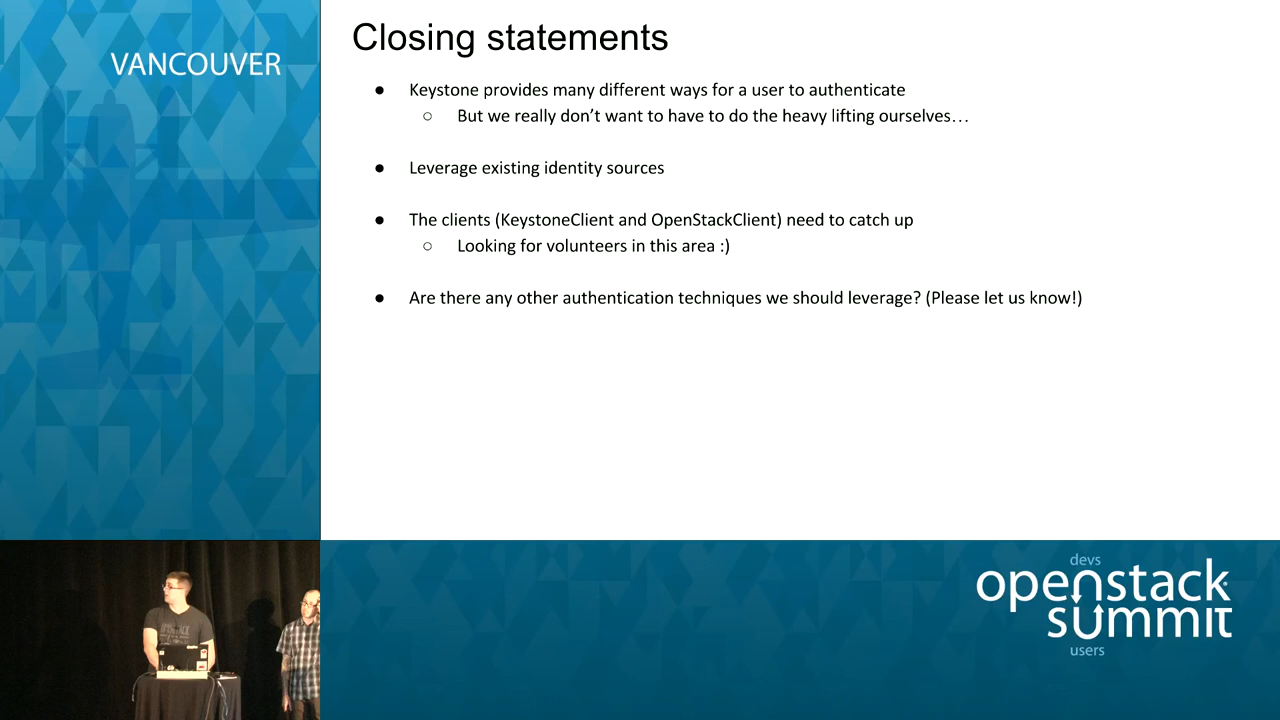 VANCOUVER
Closing statements
● Keystone provides many different ways for a user to authenticate
○ But we really don’t want to have to do the heavy lifting ourselves…
● Leverage existing identity sources
● The clients (KeystoneClient and OpenStackClient) need to catch up
○ Looking for volunteers in this area :)
● Are there any other authentication techniques we should leverage? (Please let us know!)
devs
openstack
summit
users